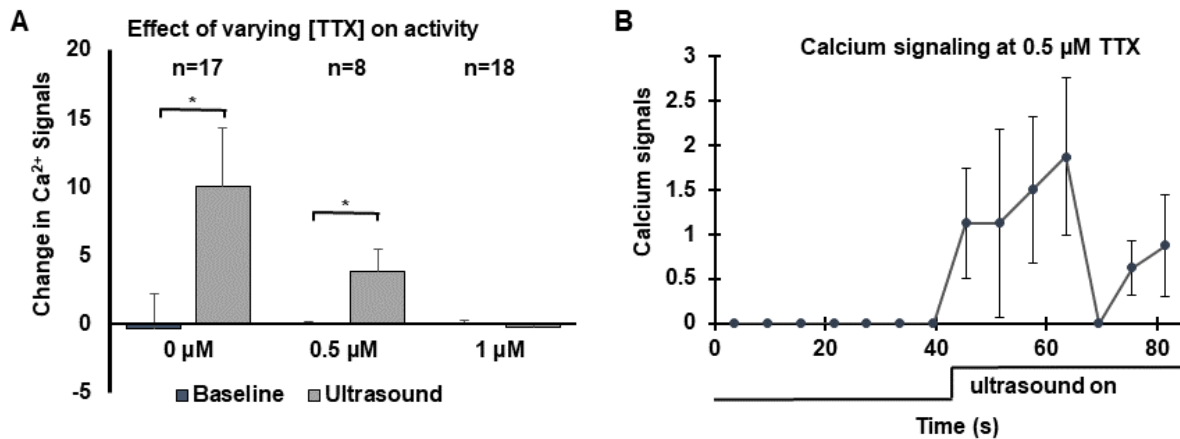 A
Effect of varying [TTX] on activity
Change in Ca²⁺ Signals
20
15
10
5
0
-5
n=17 n=8 n=18
* *
0 µM 0.5 µM 1 µM
Baseline Ultrasound
B
Calcium signaling at 0.5 µM TTX
Calcium signals
3
2.5
2
1.5
1
0.5
0
0 20 40 60 80
ultrasound on
Time (s)